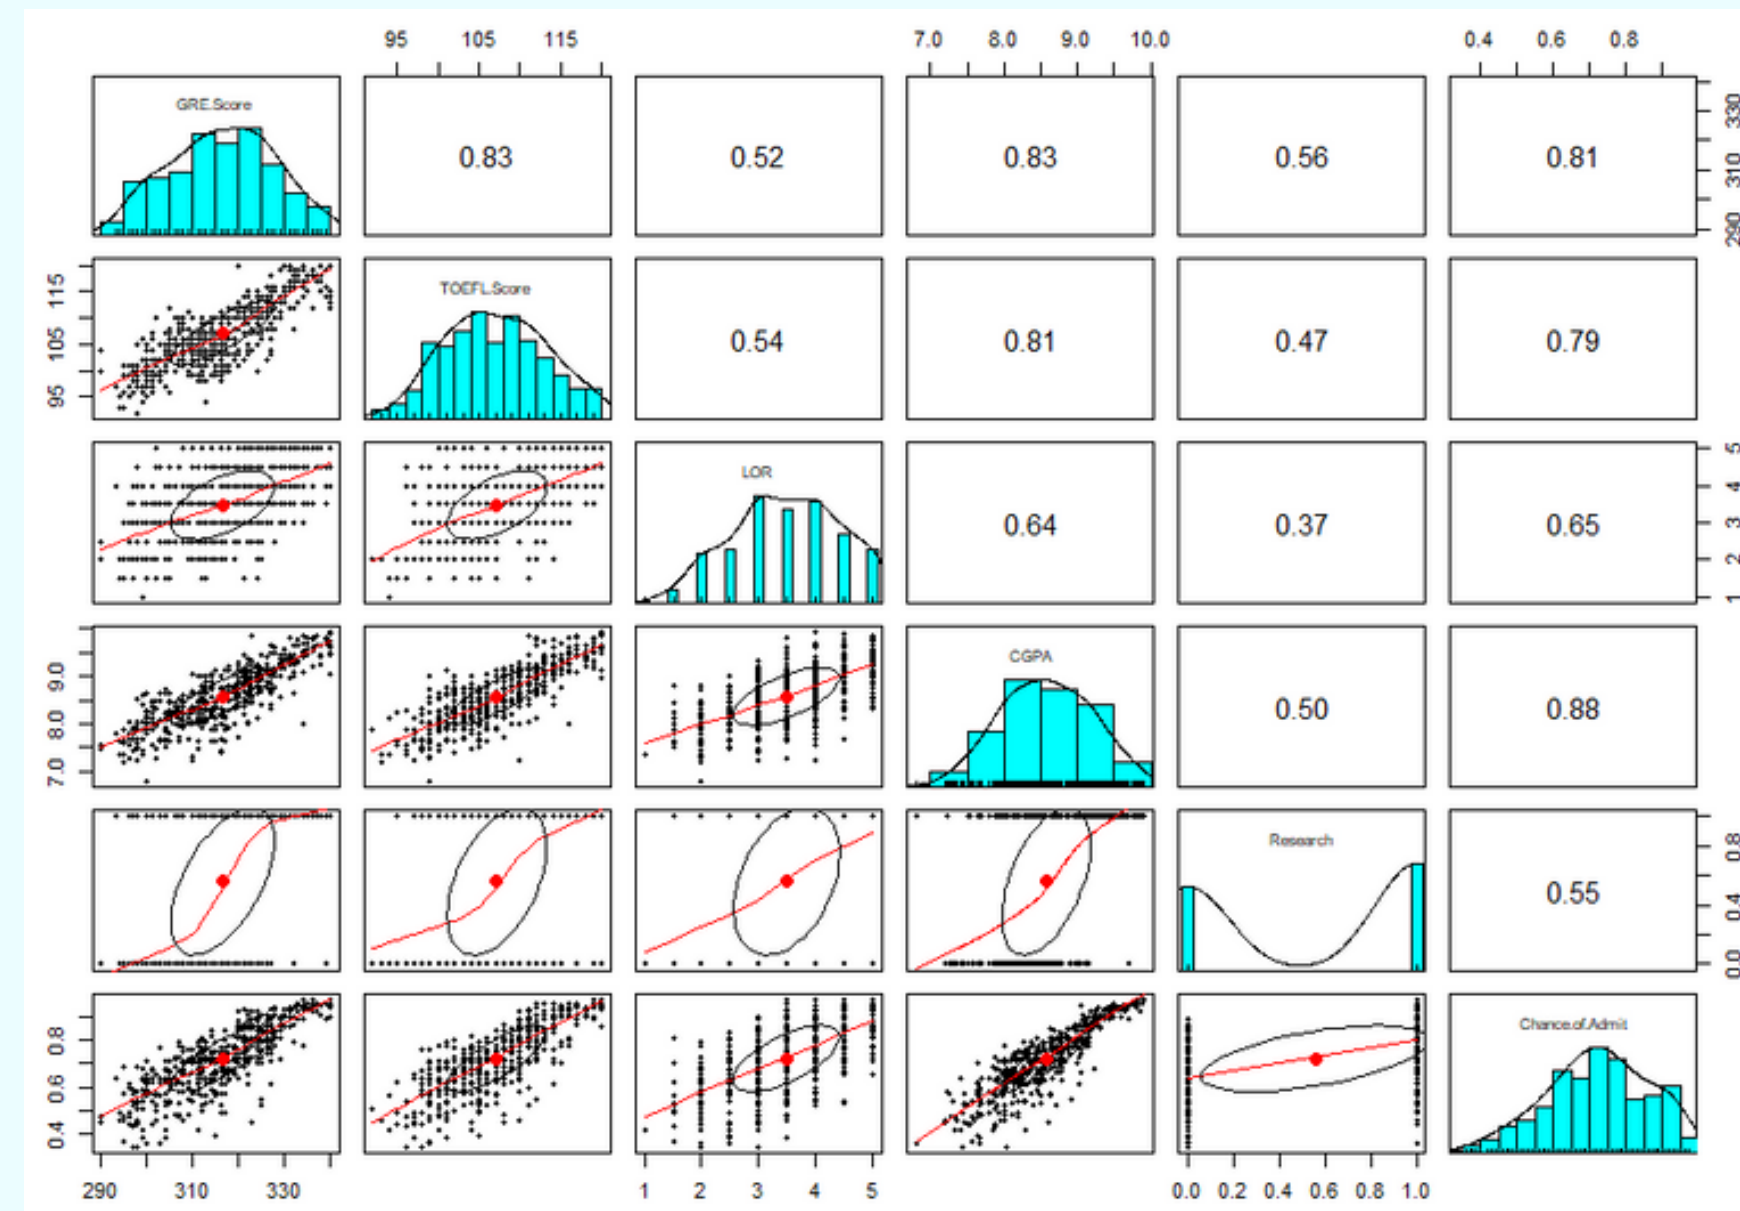 95 105 115 7.0 8.0 9.0 10.0 0.4 0.6 0.8
GRE.Score
0.83 0.52 0.83 0.56 0.81
290 310 330
TOEFL.Score
0.54 0.81 0.47 0.79
95 105 115
LOR
0.64 0.37 0.65
1 2 3 4 5
CGPA
0.50 0.88
7.0 8.0 9.0
Research
0.55
0.0 0.4 0.8
Chance.of.Admit
0.4 0.6 0.8
290 310 330 1 2 3 4 5 0.0 0.2 0.4 0.6 0.8 1.0